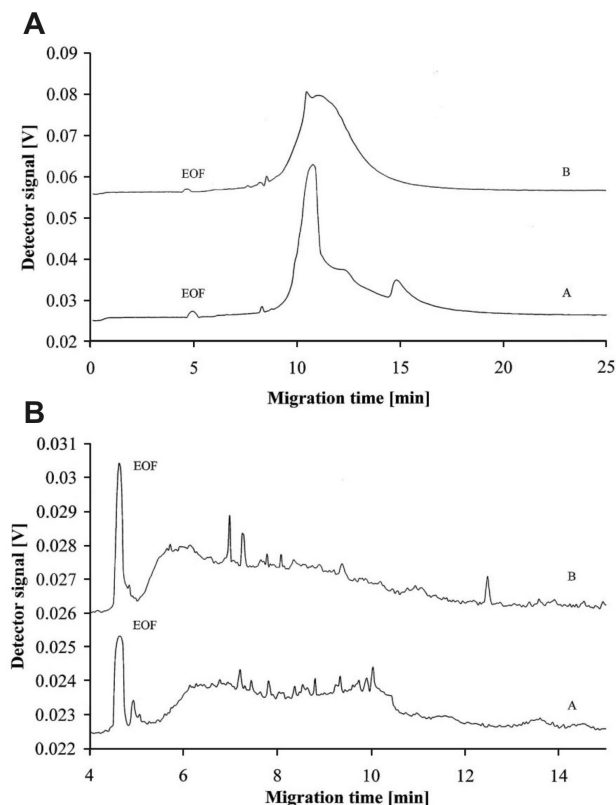 A
Detector signal [V]
0.09
0.08
0.07
0.06
0.05
0.04
0.03
0.02
EOF
B
EOF
A
0 5 10 15 20 25
Migration time [min]
B
Detector signal [V]
0.031
0.03
0.029
0.028
0.027
0.026
0.025
0.024
0.023
0.022
EOF
B
EOF
A
4 6 8 10 12 14
Migration time [min]